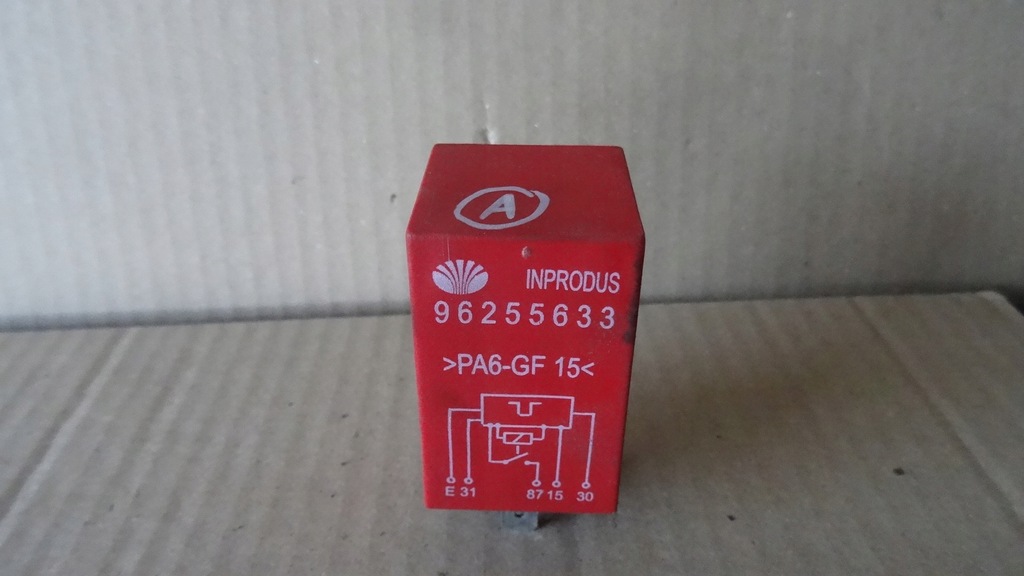 A
INPRODUS
96255633
>PA6-GF 15<
E 31 87 15 30